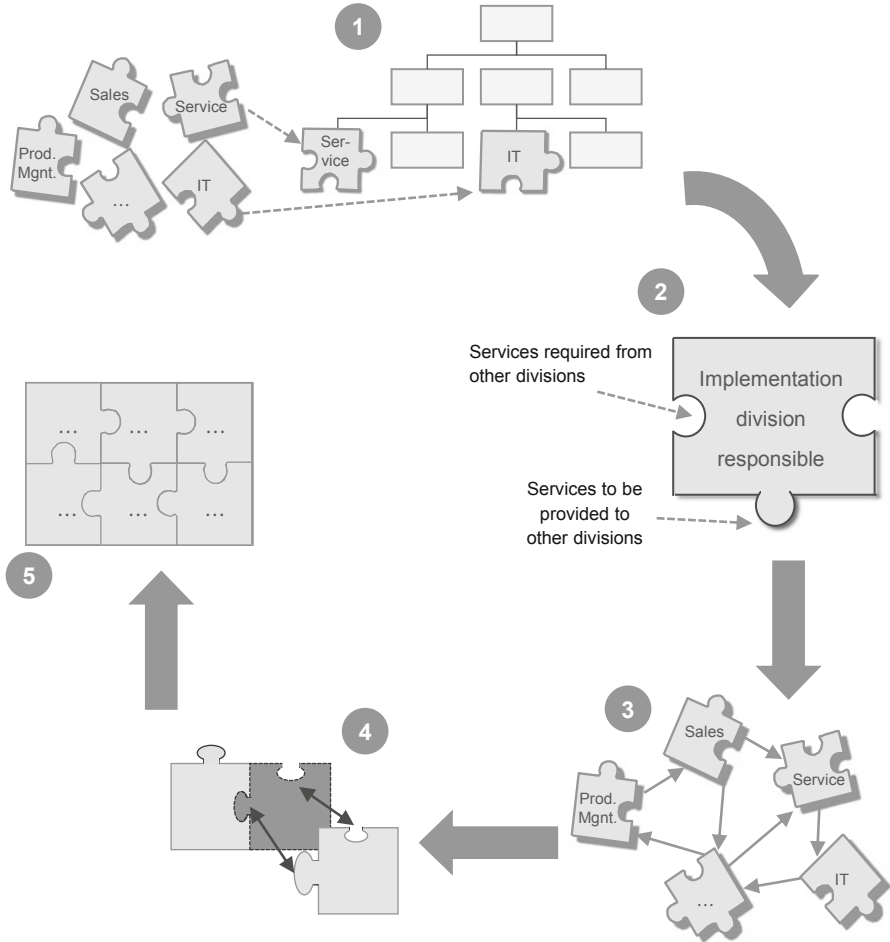 1
Sales
Service
Prod.
Mgnt.
...
IT
Ser-
vice
IT
2
Services required from
other divisions
Implementation
division
responsible
Services to be
provided to
other divisions
... ... ...
... ... ...
5
3
Sales
Service
Prod.
Mgnt.
...
IT
4